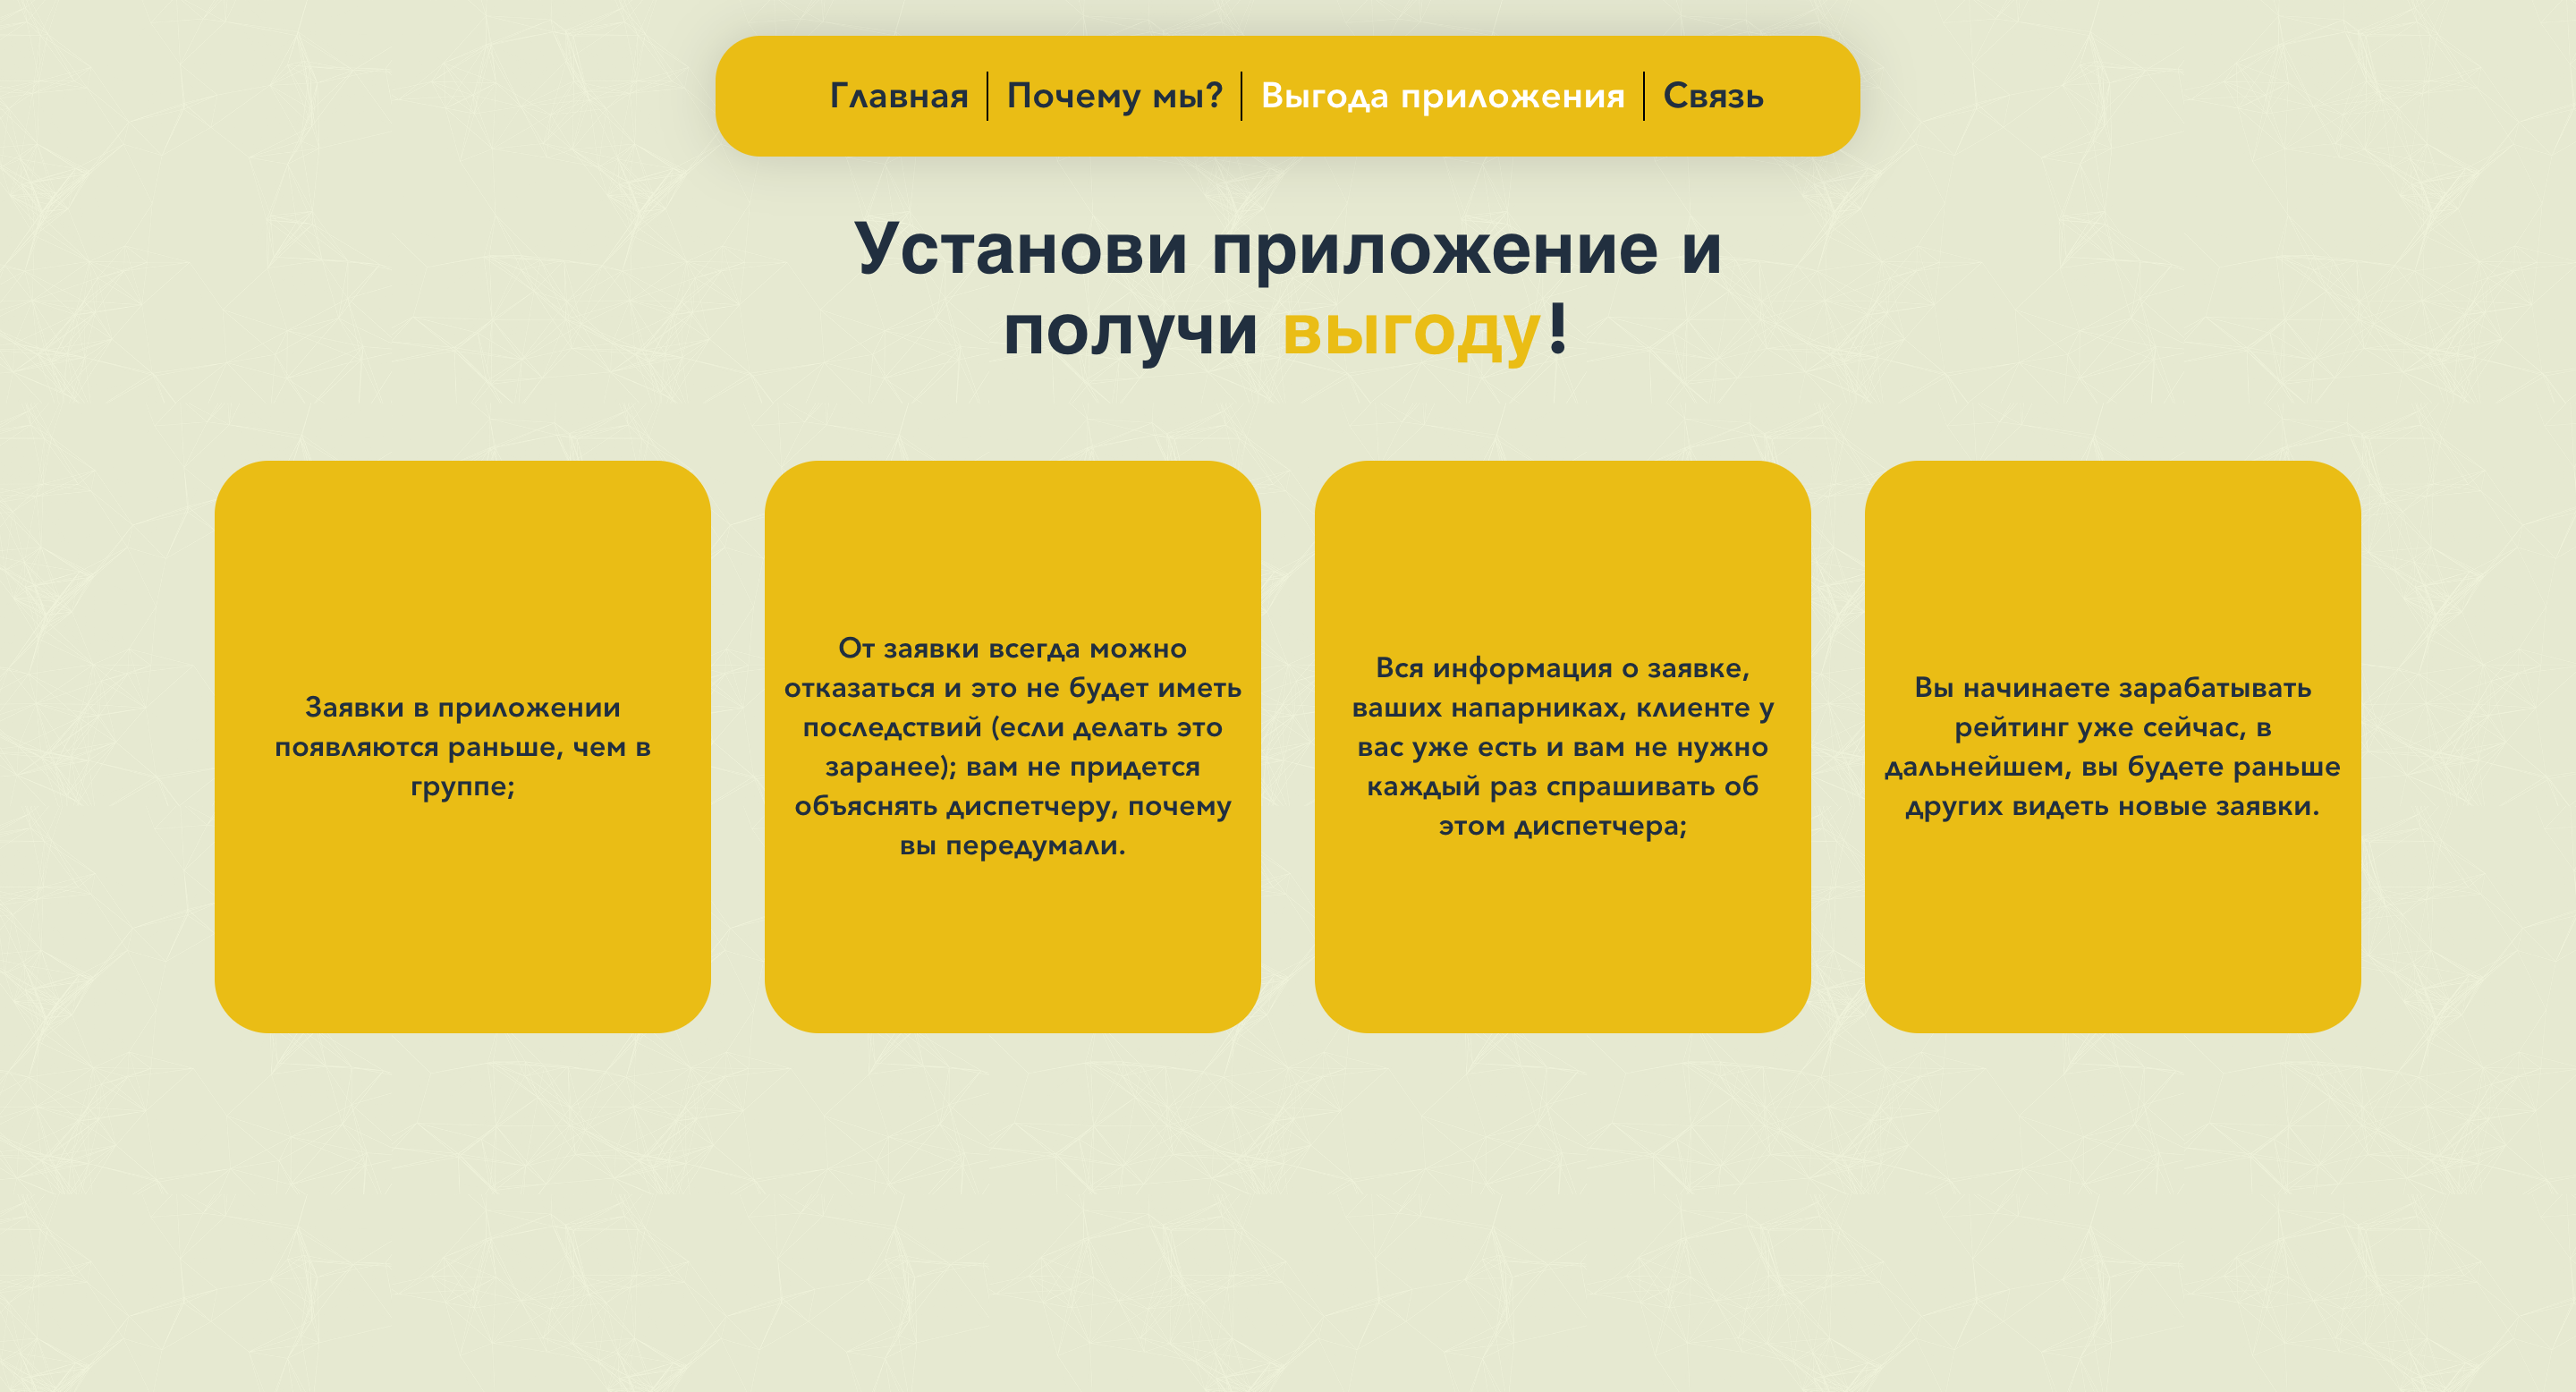 Главная Почему мы? Выгода приложения Связь
Установи приложение и
получи выгоду!
Заявки в приложении
появляются раньше, чем в
группе;
От заявки всегда можно
отказаться и это не будет иметь
последствий (если делать это
заранее); вам не придется
объяснять диспетчеру, почему
вы передумали.
Вся информация о заявке,
ваших напарниках, клиенте у
вас уже есть и вам не нужно
каждый раз спрашивать об
этом диспетчера;
Вы начинаете зарабатывать
рейтинг уже сейчас, в
дальнейшем, вы будете раньше
других видеть новые заявки.